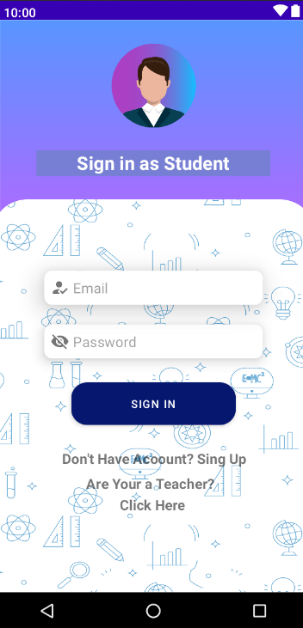 10:00
Sign in as Student
Email
Password
SIGN IN
Don't Have Acount? Sing Up
Are Your a Teacher?
Click Here